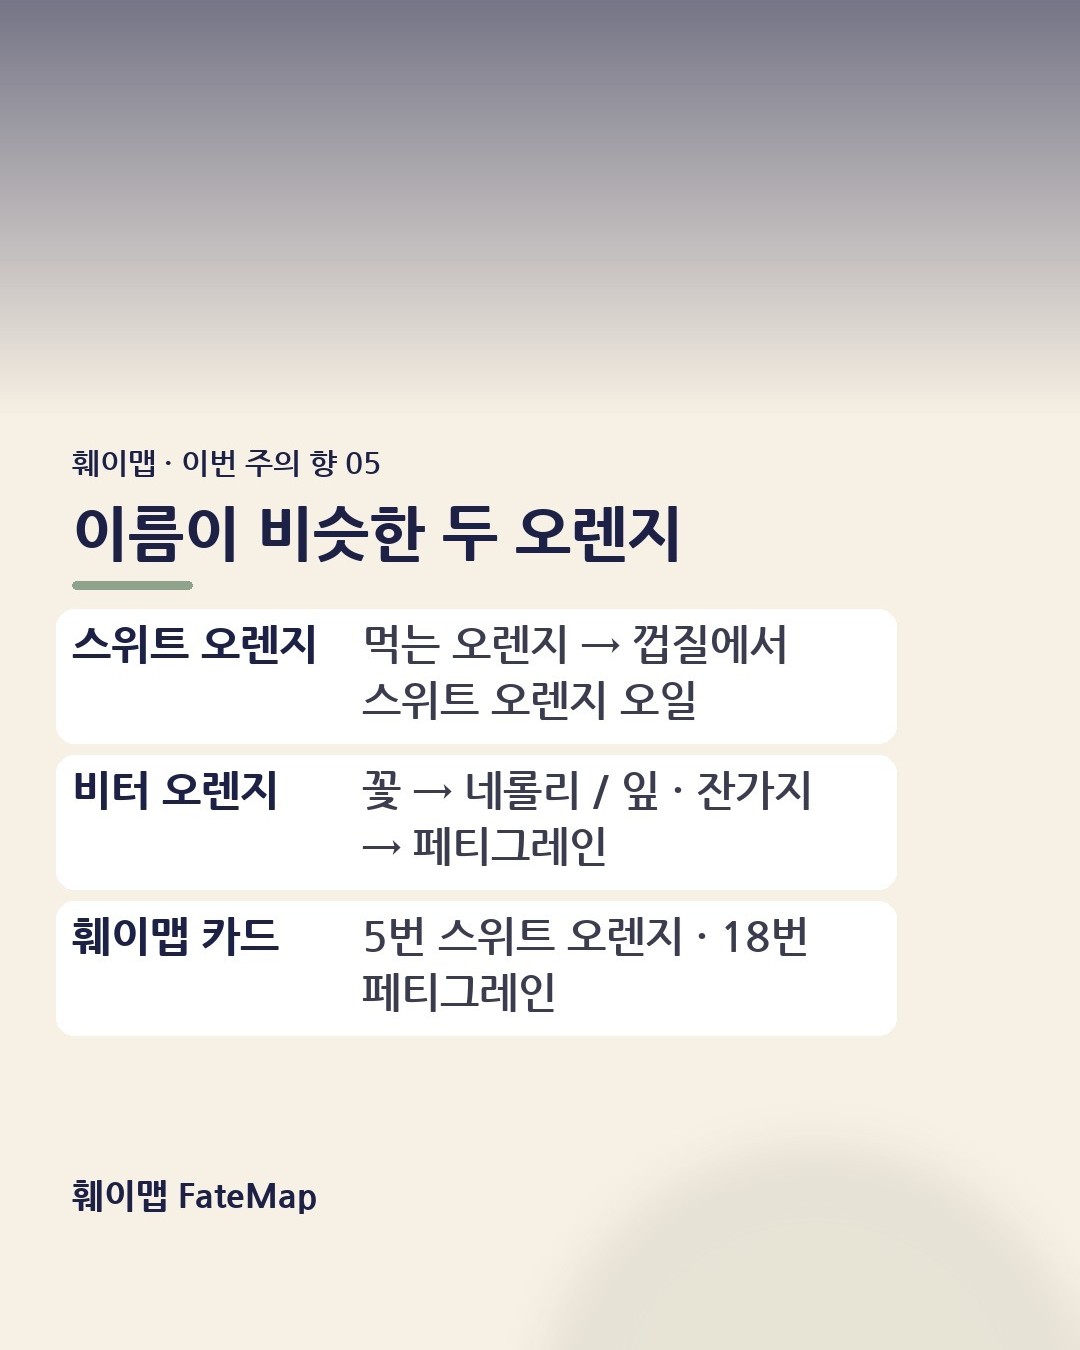 훼이맵 · 이번 주의 향 05
이름이 비슷한 두 오렌지
스위트 오렌지
먹는 오렌지 → 껍질에서
스위트 오렌지 오일
비터 오렌지
꽃 → 네롤리 / 잎 · 잔가지
→ 페티그레인
훼이맵 카드
5번 스위트 오렌지 · 18번
페티그레인
훼이맵 FateMap